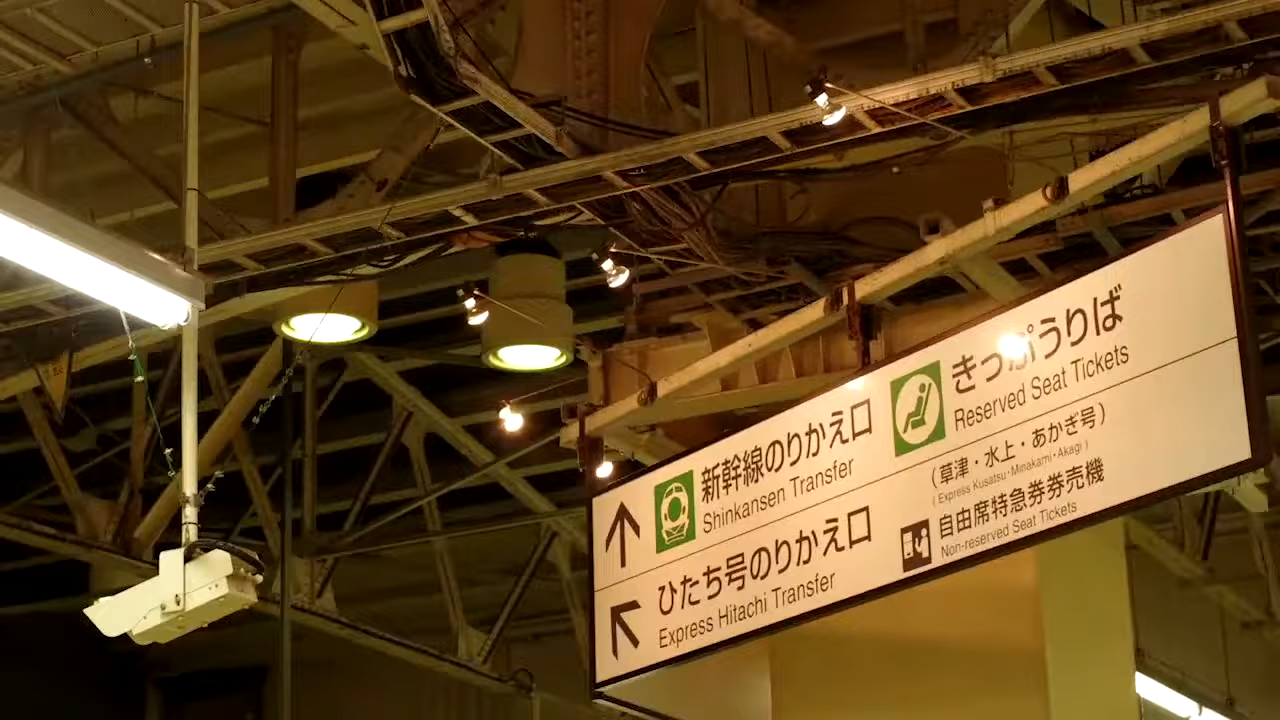 新幹線のりかえ口
Shinkansen Transfer
きっぷうりば
Reserved Seat Tickets
ひたち号のりかえ口
Express Hitachi Transfer
(草津・水上・あかぎ号)
(Express Kusatsu・Minakami・Akagi)
自由席特急券券売機
Non-reserved Seat Tickets